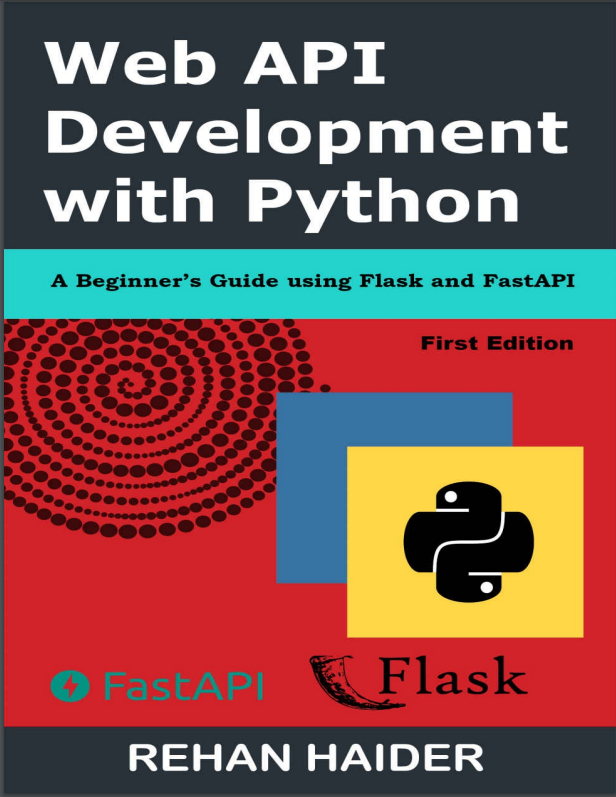 Web API
Development
with Python
A Beginner's Guide using Flask and FastAPI
First Edition
FastAPI
Flask
REHAN HAIDER